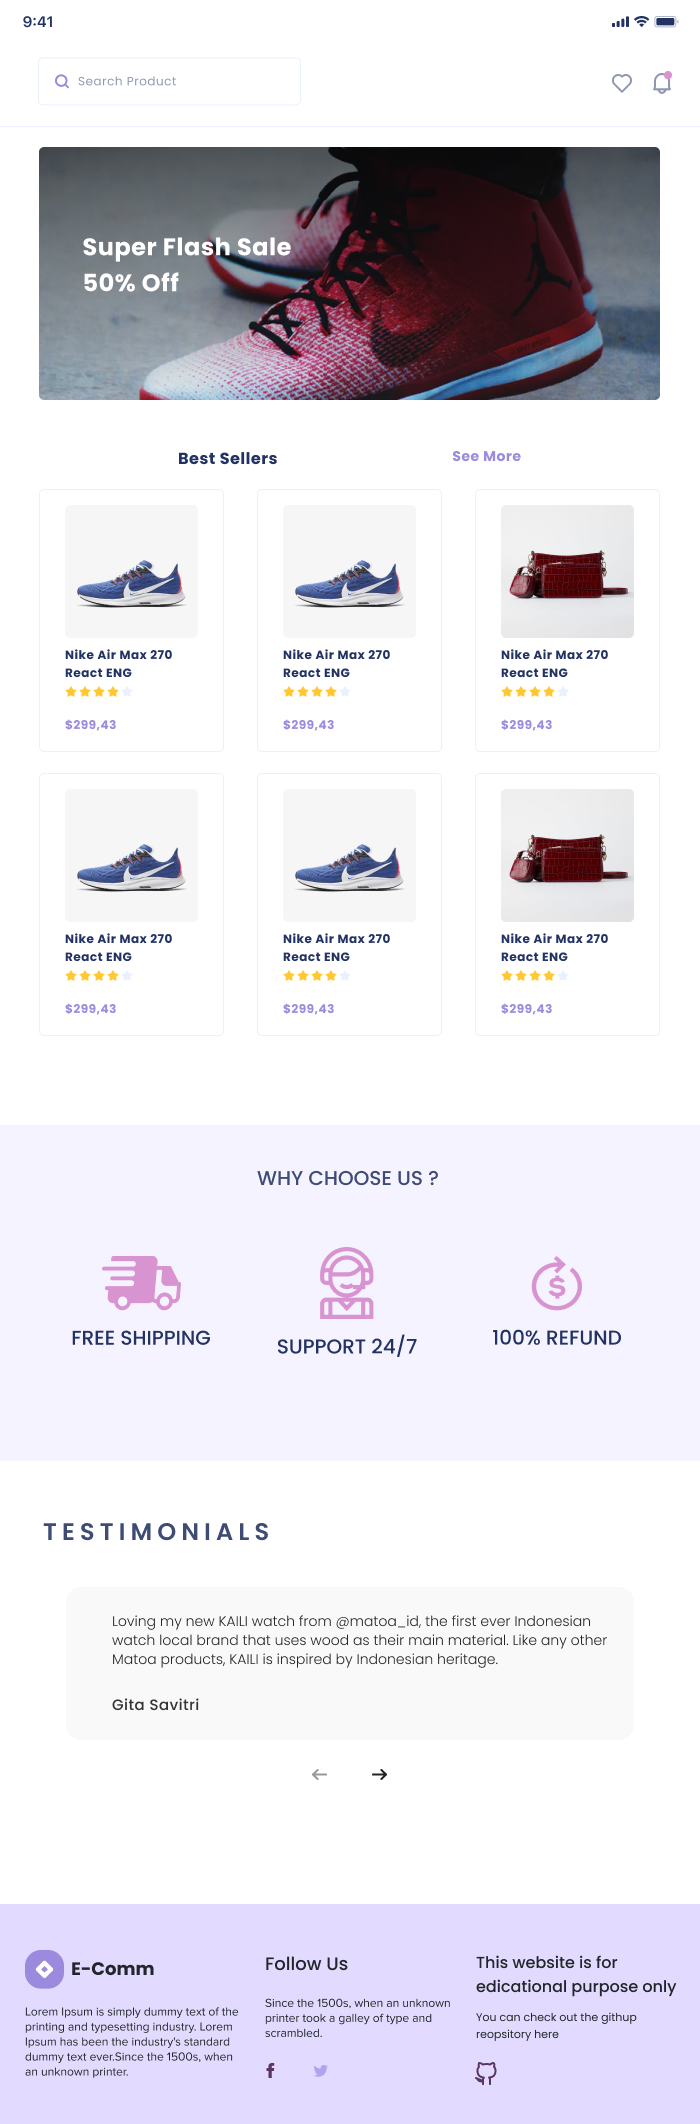 9:41
Search Product
Super Flash Sale
50% Off
Best Sellers
See More
Nike Air Max 270
React ENG
$299,43
Nike Air Max 270
React ENG
$299,43
Nike Air Max 270
React ENG
$299,43
Nike Air Max 270
React ENG
$299,43
Nike Air Max 270
React ENG
$299,43
Nike Air Max 270
React ENG
$299,43
WHY CHOOSE US ?
FREE SHIPPING
SUPPORT 24/7
100% REFUND
TESTIMONIALS
Loving my new KAILI watch from @matoa_id, the first ever Indonesian
watch local brand that uses wood as their main material. Like any other
Matoa products, KAILI is inspired by Indonesian heritage.
Gita Savitri
E-Comm
Lorem Ipsum is simply dummy text of the
printing and typesetting industry. Lorem
Ipsum has been the industry's standard
dummy text ever.Since the 1500s, when
an unknown printer.
Follow Us
Since the 1500s, when an unknown
printer took a galley of type and
scrambled.
This website is for
edicational purpose only
You can check out the githup
reopsitory here